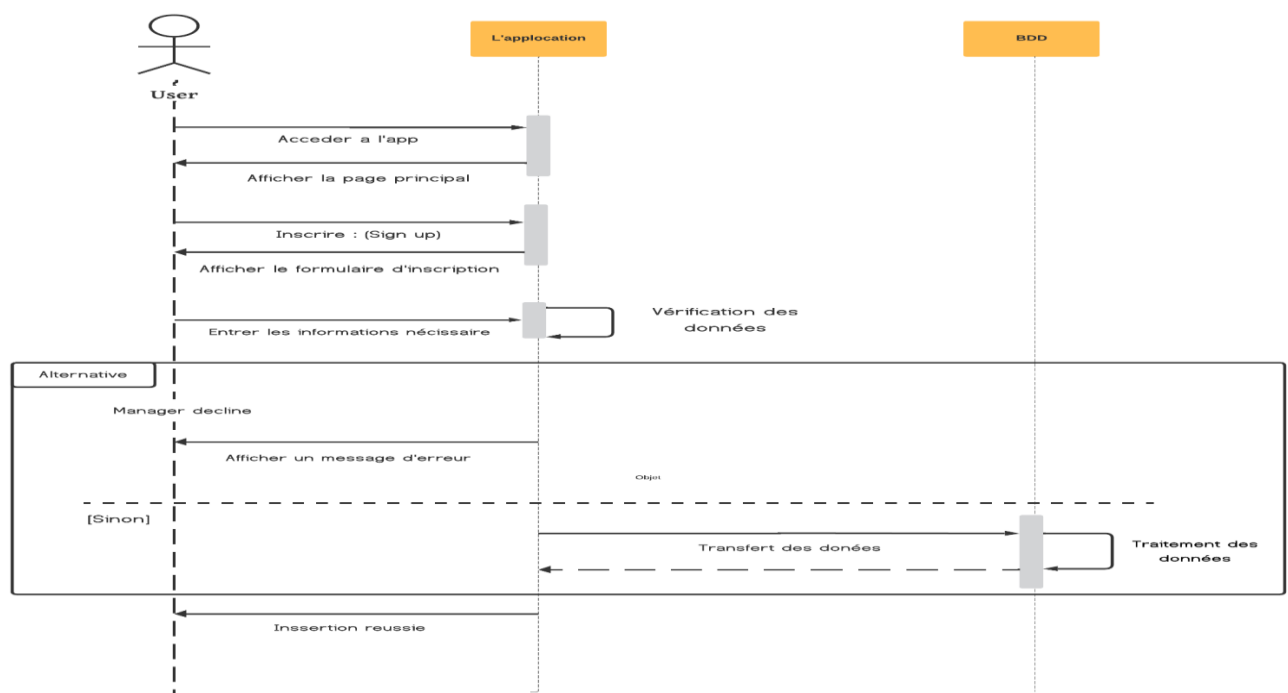 L'applocation
BDD
User
Acceder a l'app
Afficher la page principal
Inscrire : (Sign up)
Afficher le formulaire d'inscription
Entrer les informations nécissaire
Vérification des
données
Alternative
Manager decline
Afficher un message d'erreur
Objet
[Sinon]
Transfert des donées
Traitement des
données
Inssertion reussie